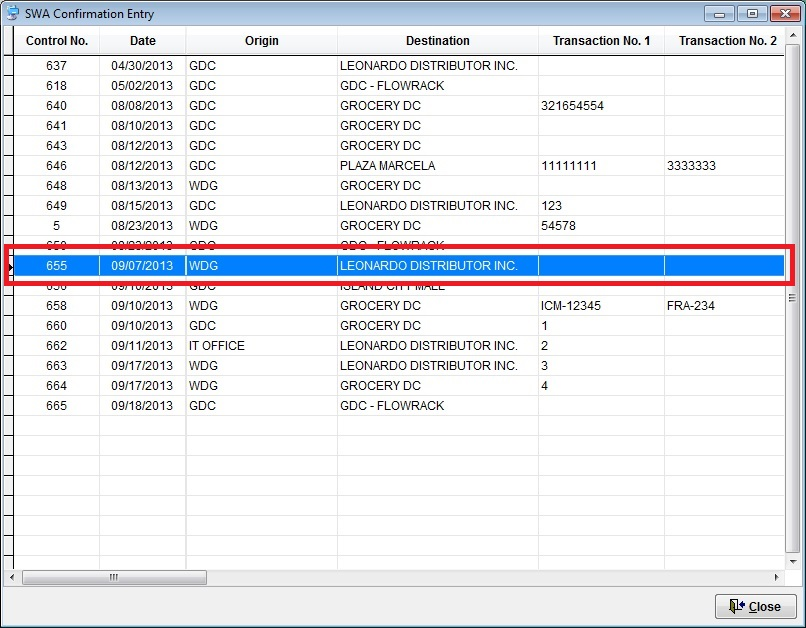 SWA Confirmation Entry
Control No. Date Origin Destination Transaction No. 1 Transaction No. 2
637 04/30/2013 GDC LEONARDO DISTRIBUTOR INC.
618 05/02/2013 GDC GDC - FLOWRACK
640 08/08/2013 GDC GROCERY DC 321654554
641 08/10/2013 GDC GROCERY DC
643 08/12/2013 GDC GROCERY DC
646 08/12/2013 GDC PLAZA MARCELA 11111111 3333333
648 08/13/2013 WDG GROCERY DC
649 08/15/2013 GDC LEONARDO DISTRIBUTOR INC. 123
5 08/23/2013 WDG GROCERY DC 54578
08/23/2013 GDC GDC - FLOWRACK
655 09/07/2013 WDG LEONARDO DISTRIBUTOR INC.
656 09/10/2013 GDC ISLAND CITY MALL
658 09/10/2013 WDG GROCERY DC ICM-12345 FRA-234
660 09/10/2013 GDC GROCERY DC 1
662 09/11/2013 IT OFFICE LEONARDO DISTRIBUTOR INC. 2
663 09/17/2013 WDG LEONARDO DISTRIBUTOR INC. 3
664 09/17/2013 WDG GROCERY DC 4
665 09/18/2013 GDC GDC - FLOWRACK
Close